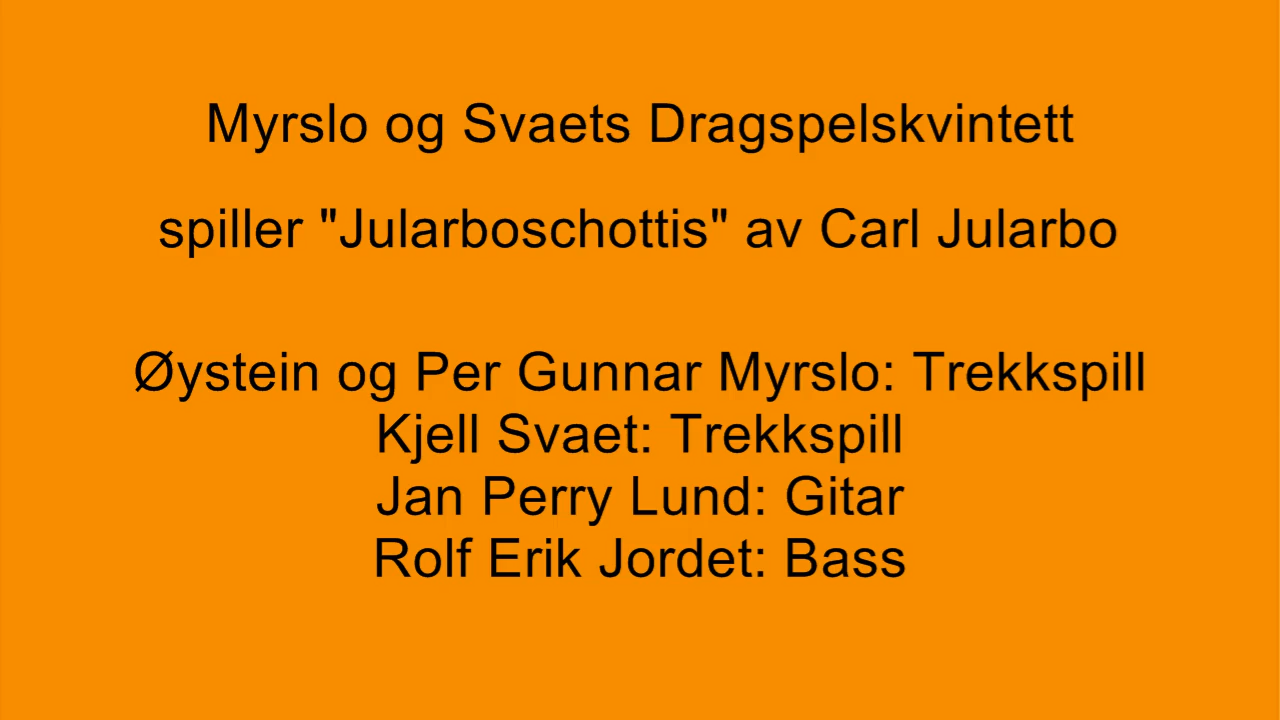 Myrslo og Svaets Dragspelskvintett
spiller "Jularboschottis" av Carl Jularbo
Øystein og Per Gunnar Myrslo: Trekkspill
Kjell Svaet: Trekkspill
Jan Perry Lund: Gitar
Rolf Erik Jordet: Bass